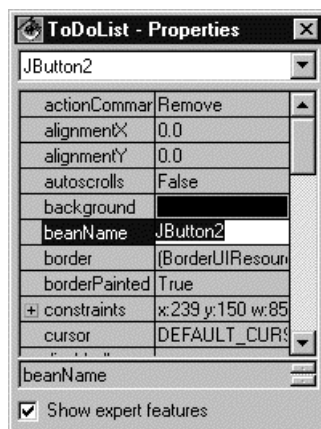 ToDoList - Properties
JButton2
actionCommar Remove
alignmentX 0.0
alignmentY 0.0
autoscrolls False
background
beanName JButton2
border (BorderUIResour
borderPainted True
constraints x:239 y:150 w:85
cursor DEFAULT_CURS
beanName
Show expert features